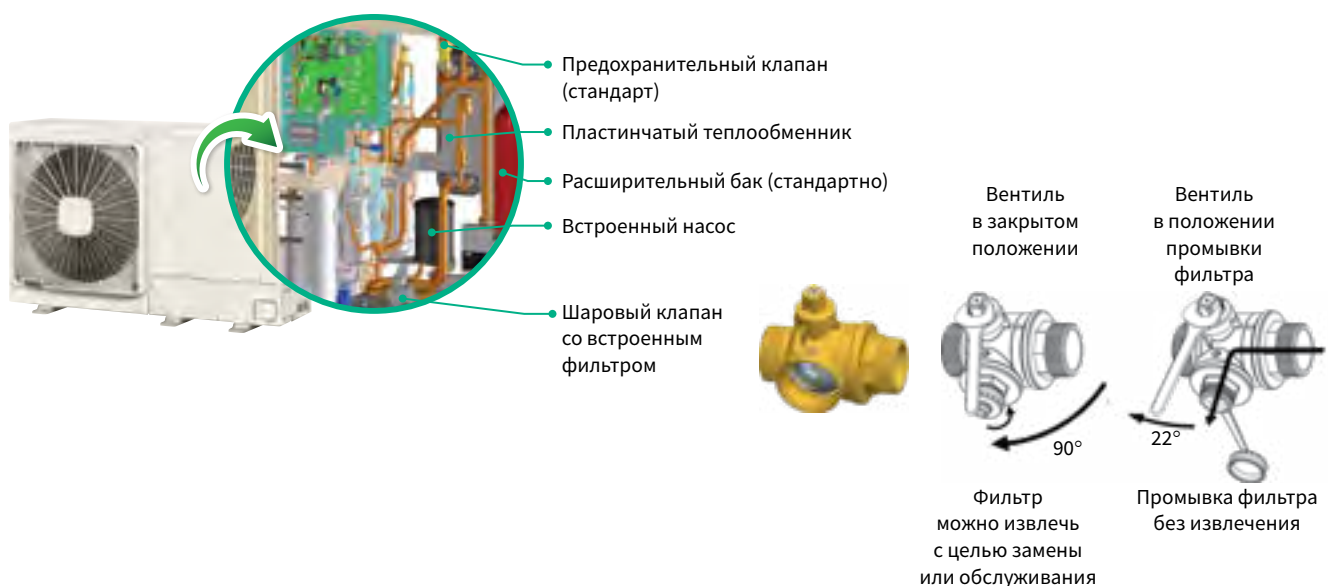 Предохранительный клапан
(стандарт)
Пластинчатый теплообменник
Расширительный бак (стандартно)
Встроенный насос
Шаровый клапан
со встроенным
фильтром
Вентиль
в закрытом
положении
90°
Фильтр
можно извлечь
с целью замены
или обслуживания
Вентиль
в положении
промывки
фильтра
22°
Промывка фильтра
без извлечения